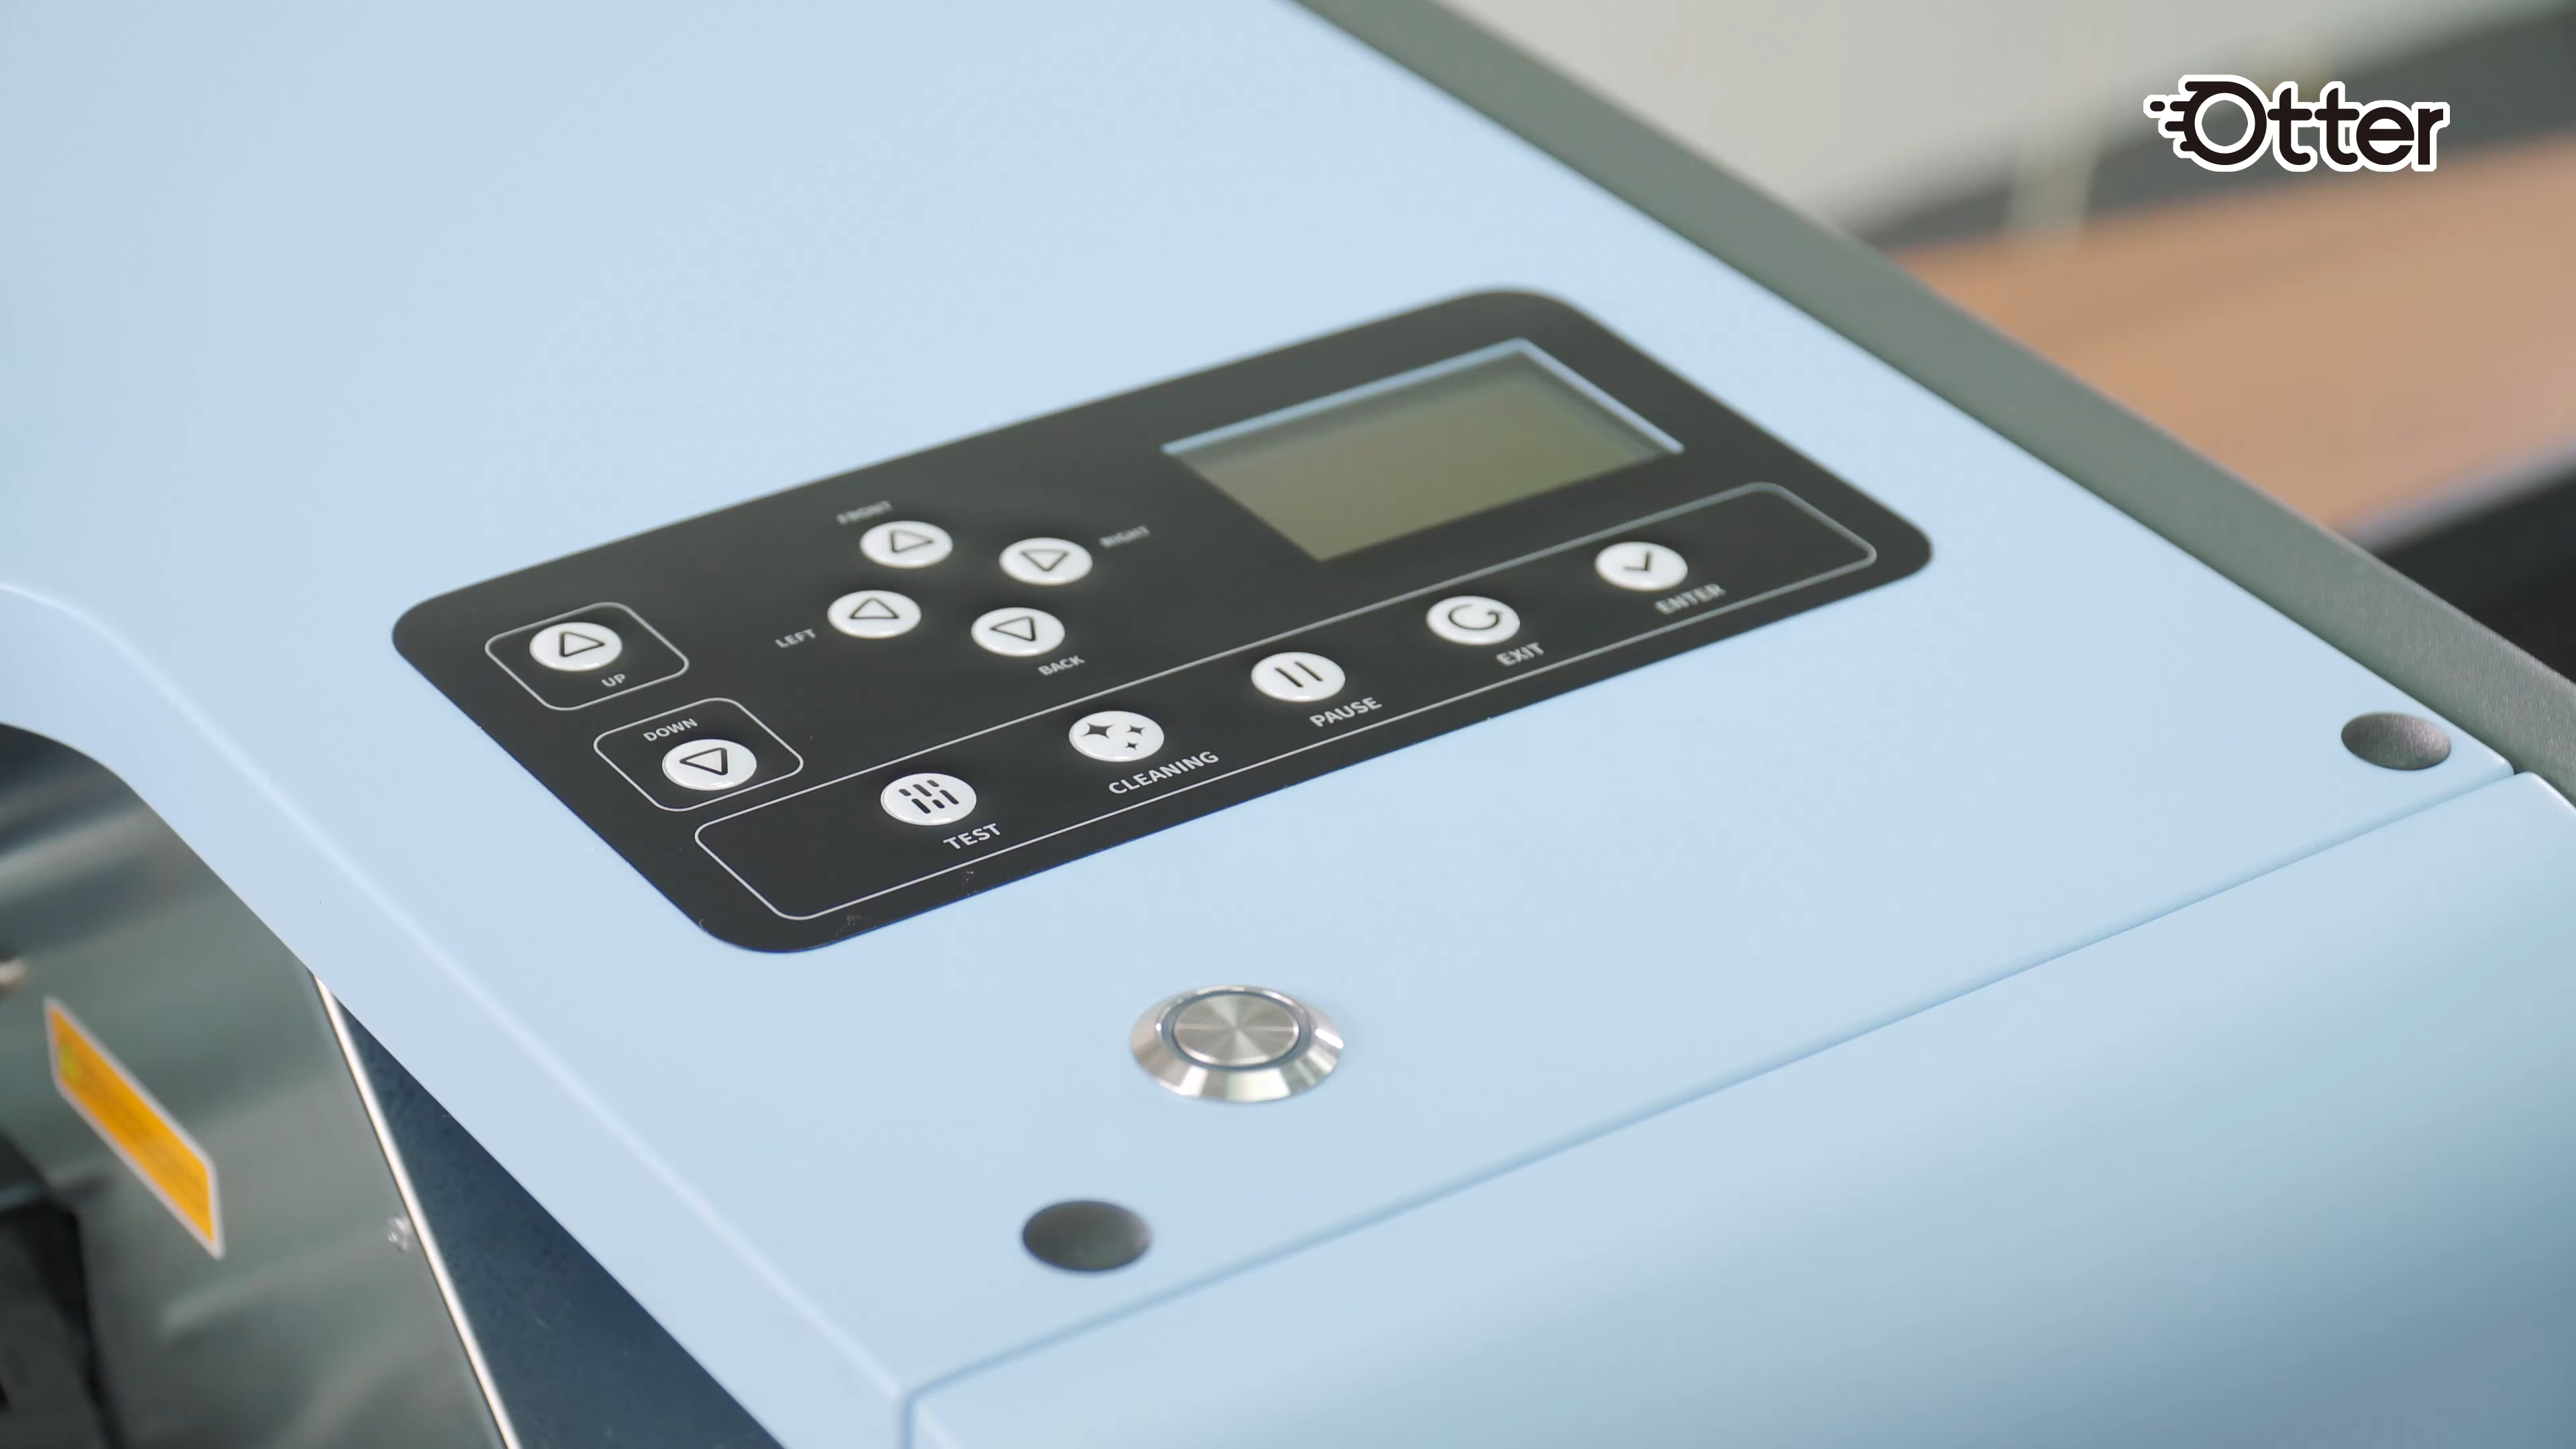 Otter
FRONT
RIGHT
LEFT
BACK
UP
DOWN
ENTER
EXIT
PAUSE
CLEANING
TEST